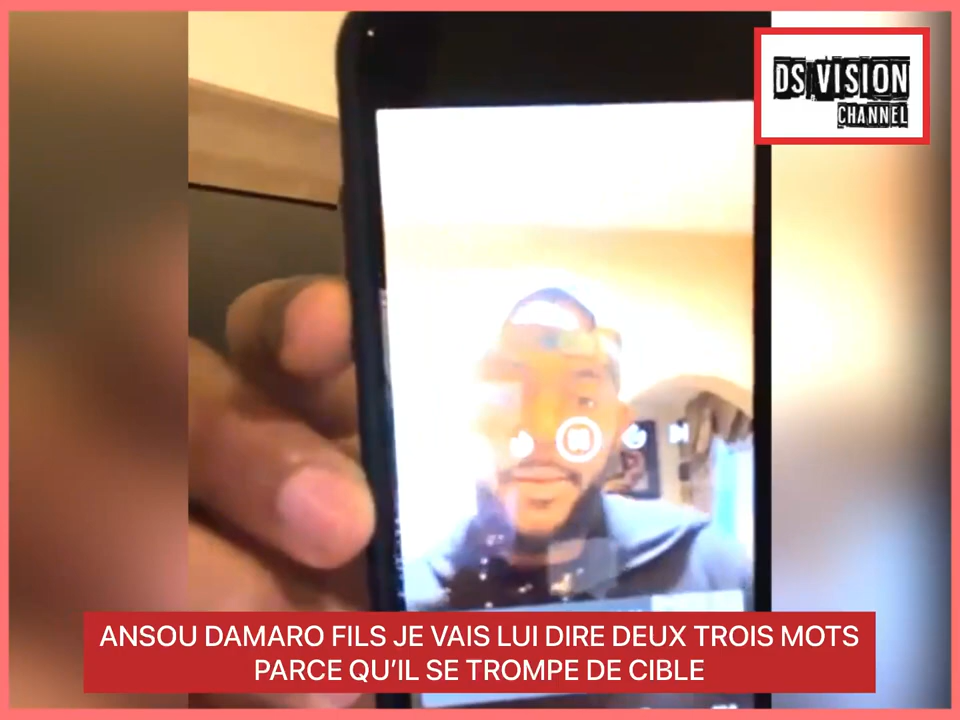 DS VISION
CHANNEL
ANSOU DAMARO FILS JE VAIS LUI DIRE DEUX TROIS MOTS
PARCE QU'IL SE TROMPE DE CIBLE